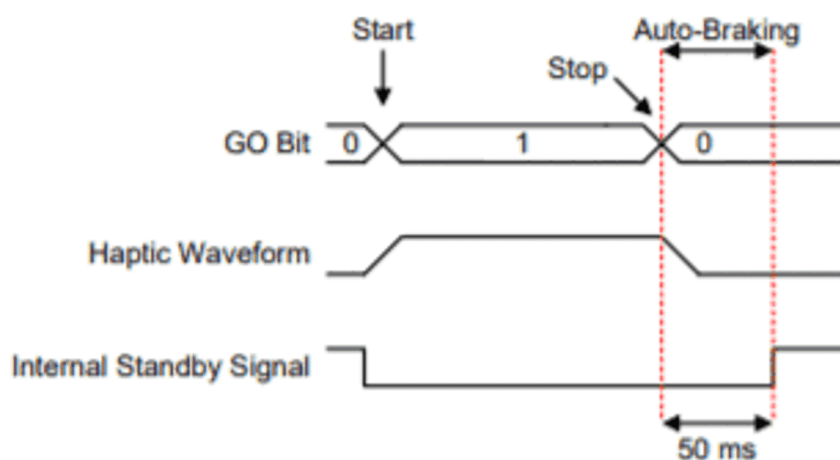 Start
Auto-Braking
Stop
GO Bit 0 1 0
Haptic Waveform
Internal Standby Signal
50 ms